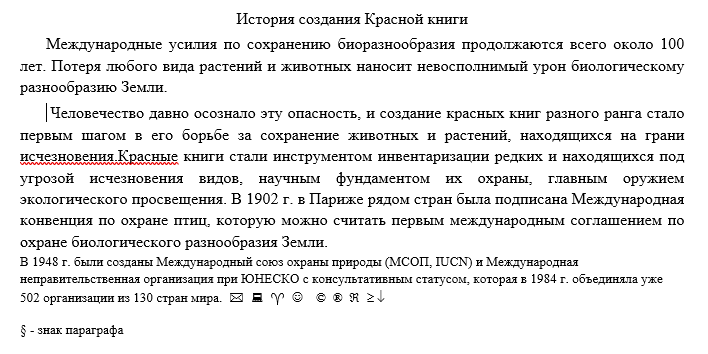 История создания Красной книги
Международные усилия по сохранению биоразнообразия продолжаются всего около 100
лет. Потеря любого вида растений и животных наносит невосполнимый урон биологическому
разнообразию Земли.
Человечество давно осознало эту опасность, и создание красных книг разного ранга стало
первым шагом в его борьбе за сохранение животных и растений, находящихся на грани
исчезновения.Красные книги стали инструментом инвентаризации редких и находящихся под
угрозой исчезновения видов, научным фундаментом их охраны, главным оружием
экологического просвещения. В 1902 г. в Париже рядом стран была подписана Международная
конвенция по охране птиц, которую можно считать первым международным соглашением по
охране биологического разнообразия Земли.
В 1948 г. были созданы Международный союз охраны природы (МСОП, IUCN) и Международная
неправительственная организация при ЮНЕСКО с консультативным статусом, которая в 1984 г. объединяла уже
502 организации из 130 стран мира. ✉ 💻 ♈ ☺ © ® ℜ ≥↓
§ - знак параграфа